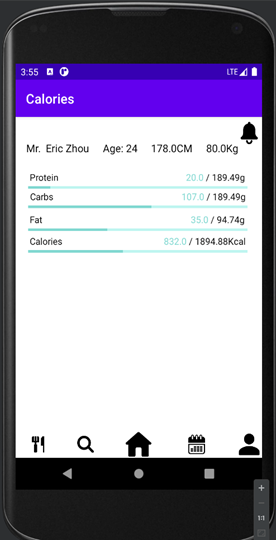 3:55 LTE
Calories
Mr. Eric Zhou Age: 24 178.0CM 80.0Kg
Protein 20.0 / 189.49g
Carbs 107.0 / 189.49g
Fat 35.0 / 94.74g
Calories 832.0 / 1894.88Kcal
1:1